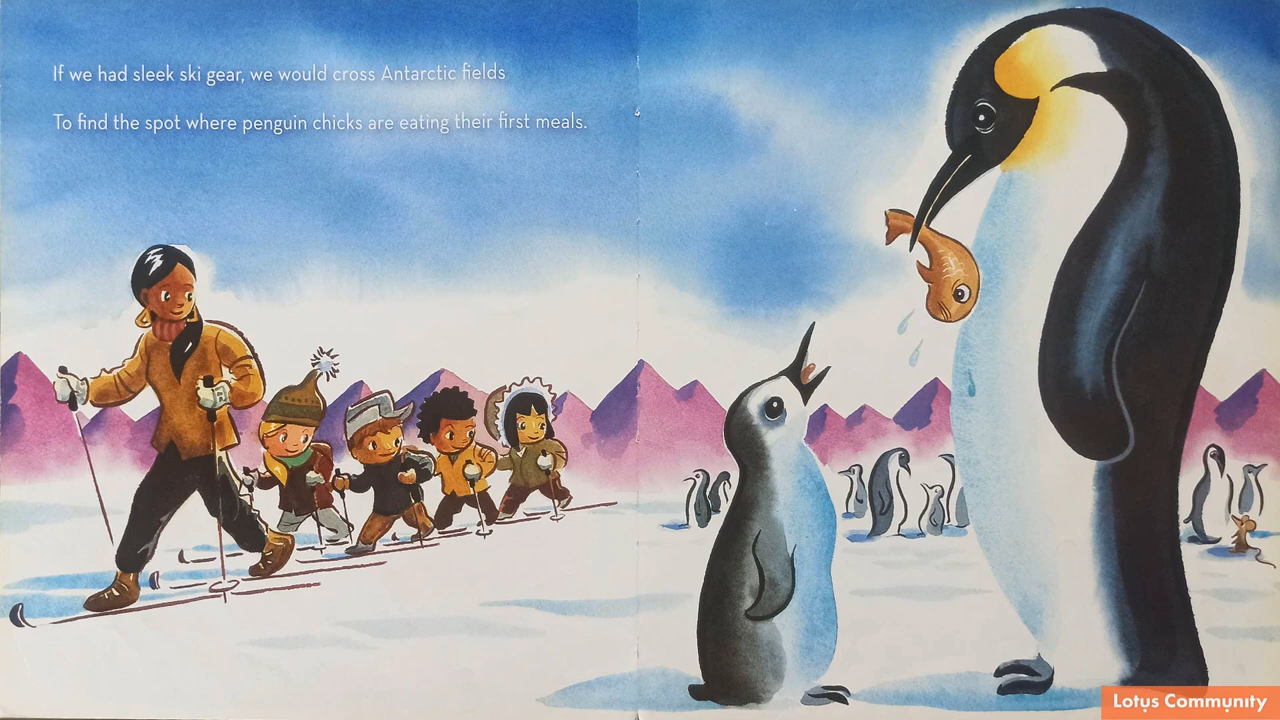 If we had sleek ski gear, we would cross Antarctic fields
To find the spot where penguin chicks are eating their first meals.
Lotus Community